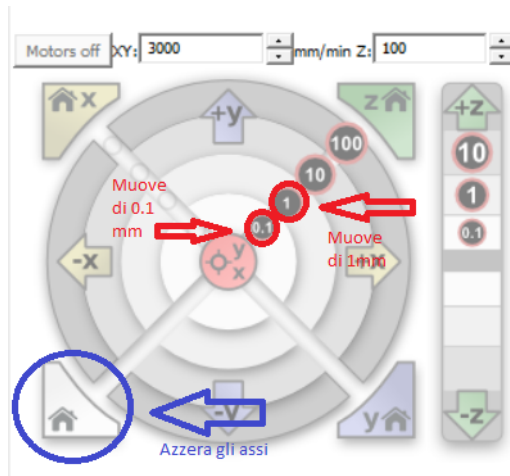 Motors off XY: 3000 mm/min Z: 100
x
+y
z
+z
100
10
10
1
1
Muove
di 0.1
mm
0.1
0.1
Muove
di 1mm
-x
y
x
+x
-y
y
-z
Azzera gli assi